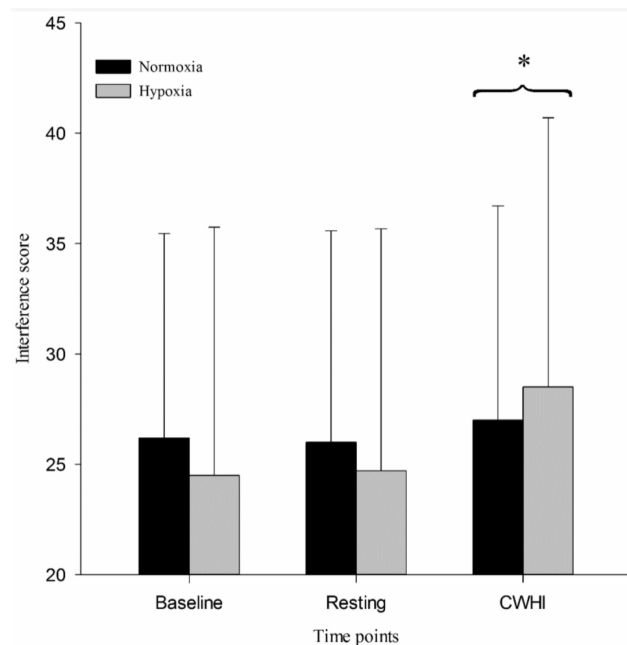 45
40
35
30
25
20
Interference score
Normoxia
Hypoxia
*
Baseline Resting CWHI
Time points